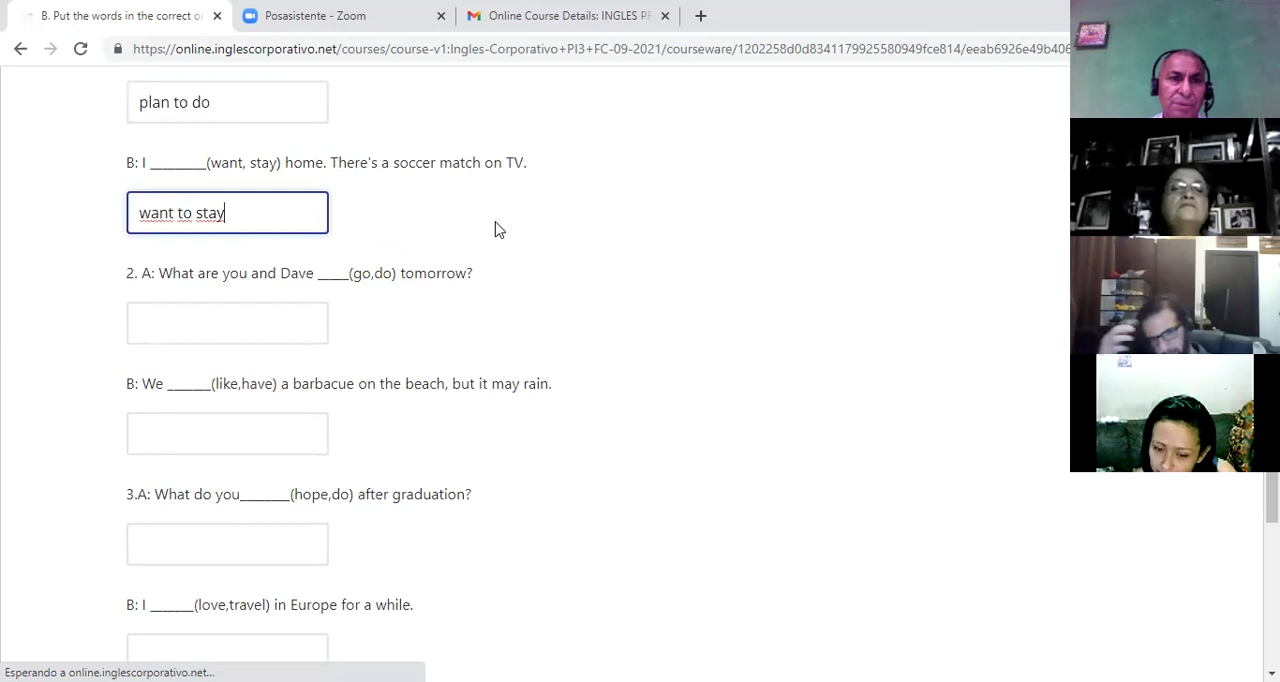 B. Put the words in the correct o
Posasistente - Zoom
Online Course Details: INGLES PF
https://online.inglescorporativo.net/courses/course-v1:Ingles-Corporativo+PI3+FC-09-2021/courseware/1202258d0d8341179925580949fce814/eeab6926e49b406
plan to do
B: I ________(want, stay) home. There's a soccer match on TV.
want to stay
2. A: What are you and Dave _____(go,do) tomorrow?
B: We _______(like,have) a barbacue on the beach, but it may rain.
3.A: What do you________(hope,do) after graduation?
B: I _______(love,travel) in Europe for a while.
Esperando a online.inglescorporativo.net...